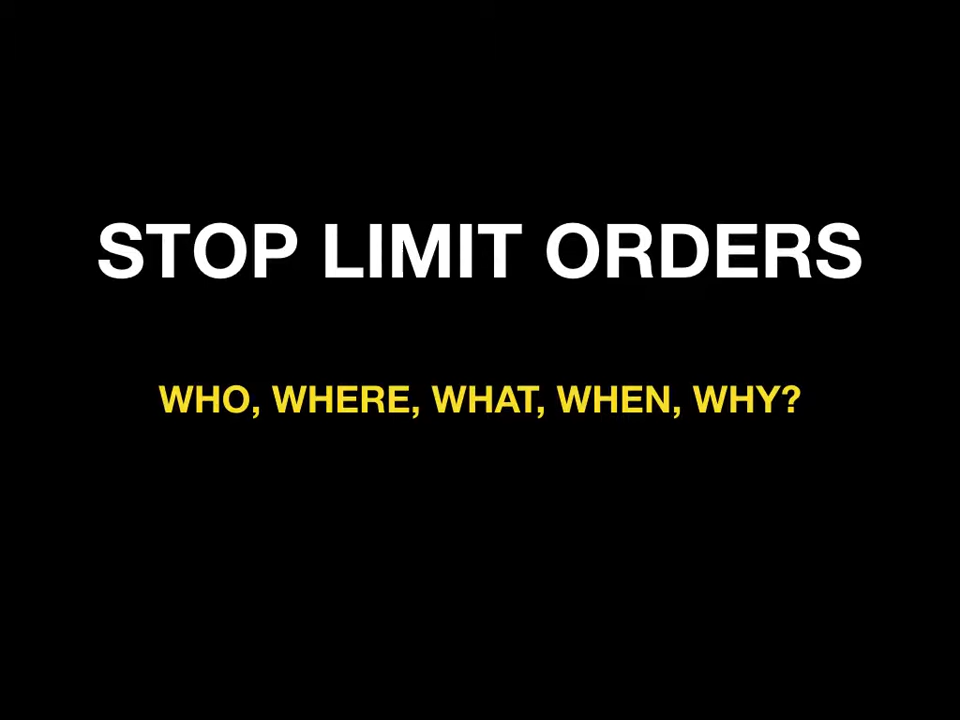 STOP LIMIT ORDERS
WHO, WHERE, WHAT, WHEN, WHY?